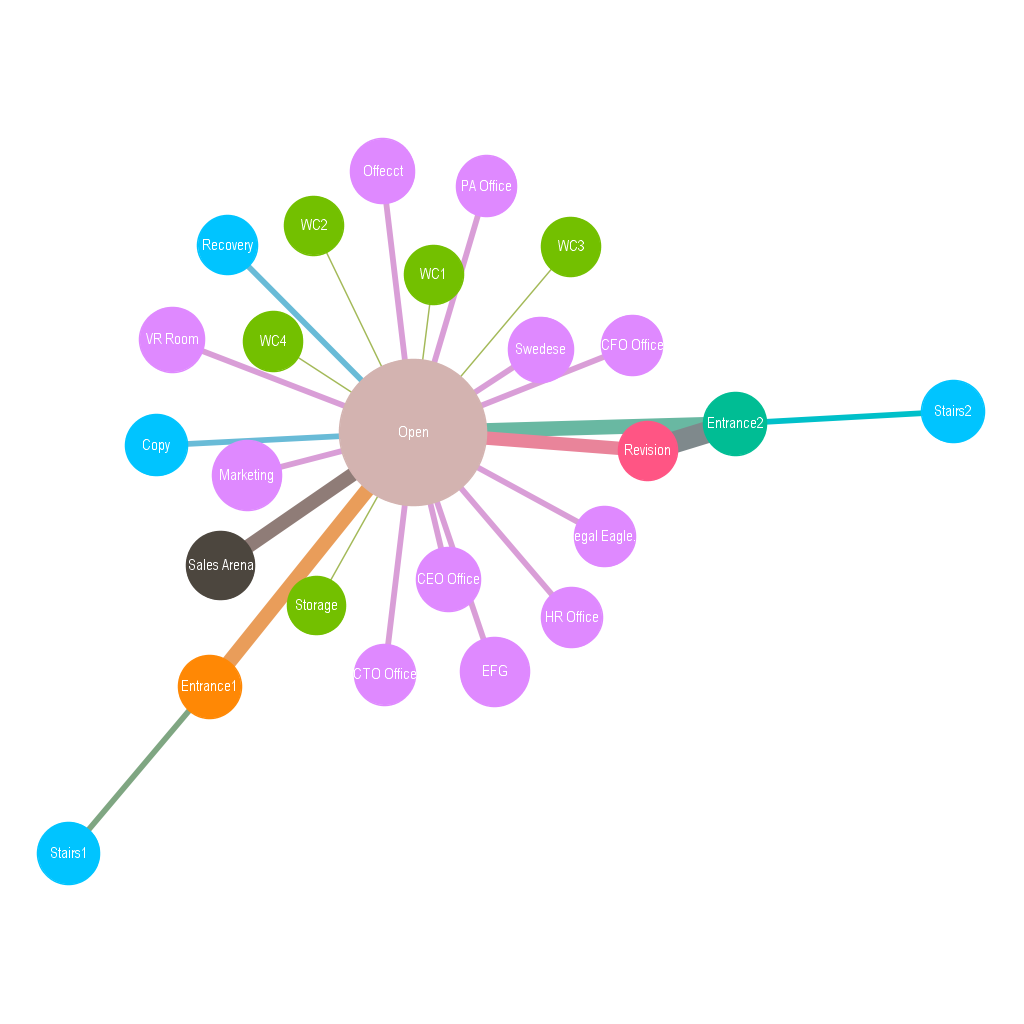 Offecct
PA Office
WC2
Recovery
WC3
WC1
VR Room
WC4
Swedese
CFO Office
Stairs2
Entrance2
Open
Copy
Revision
Marketing
egal Eagle.
Sales Arena
CEO Office
Storage
HR Office
EFG
CTO Office
Entrance1
Stairs1